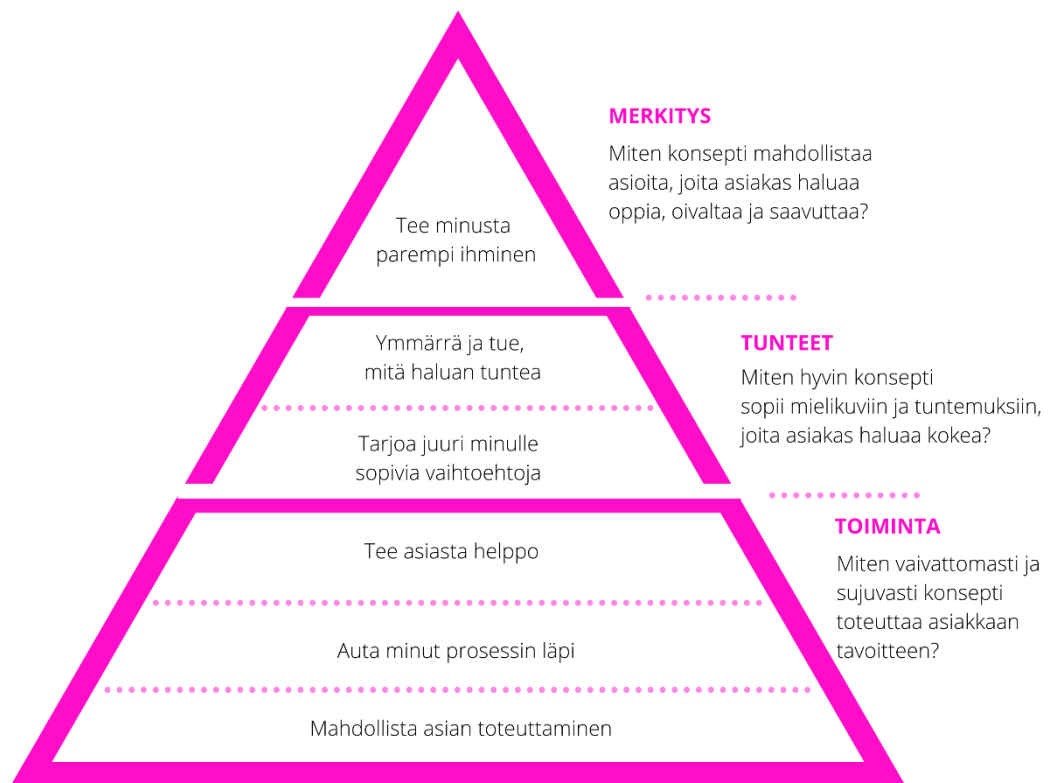 MERKITYS
Miten konsepti mahdollistaa
asioita, joita asiakas haluaa
oppia, oivaltaa ja saavuttaa?
Tee minusta
parempi ihminen
Ymmärrä ja tue,
mitä haluan tuntea
TUNTEET
Miten hyvin konsepti
sopii mielikuviin ja tuntemuksiin,
joita asiakas haluaa kokea?
Tarjoa juuri minulle
sopivia vaihtoehtoja
TOIMINTA
Miten vaivattomasti ja
sujuvasti konsepti
toteuttaa asiakkaan
tavoitteen?
Tee asiasta helppo
Auta minut prosessin läpi
Mahdollista asian toteuttaminen